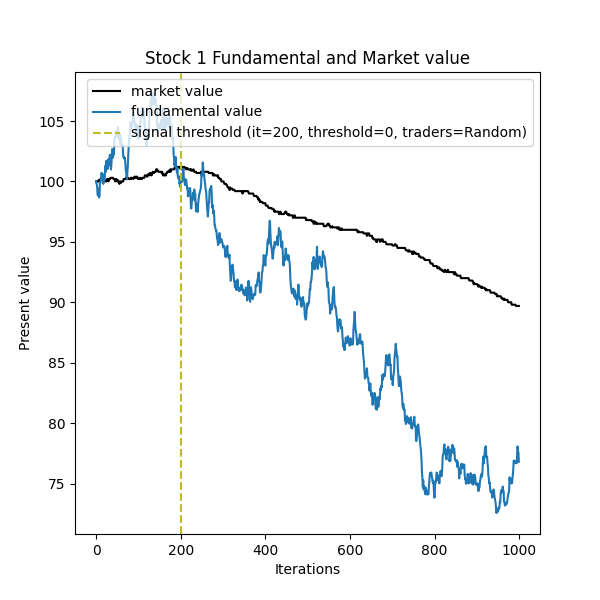 Stock 1 Fundamental and Market value
market value
fundamental value
signal threshold (it=200, threshold=0, traders=Random)
105
100
95
90
85
80
75
Present value
0 200 400 600 800 1000
Iterations